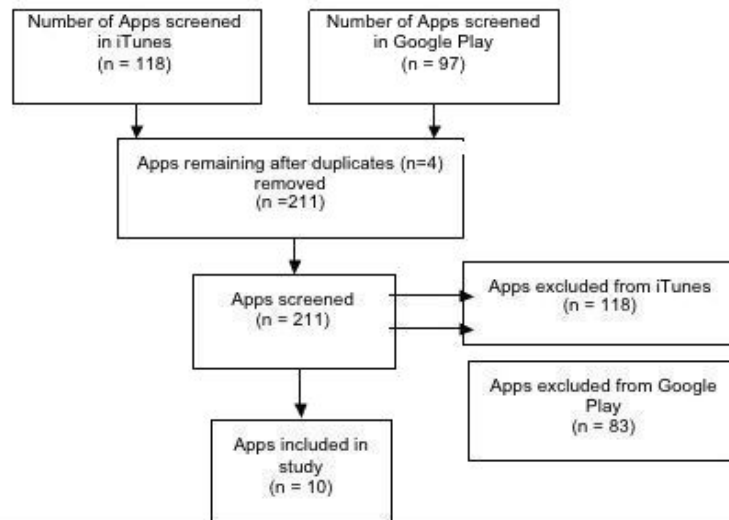 Number of Apps screened
in iTunes
(n = 118)
Number of Apps screened
in Google Play
(n = 97)
Apps remaining after duplicates (n=4)
removed
(n =211)
Apps screened
(n = 211)
Apps excluded from iTunes
(n = 118)
Apps excluded from Google
Play
(n = 83)
Apps included in
study
(n = 10)